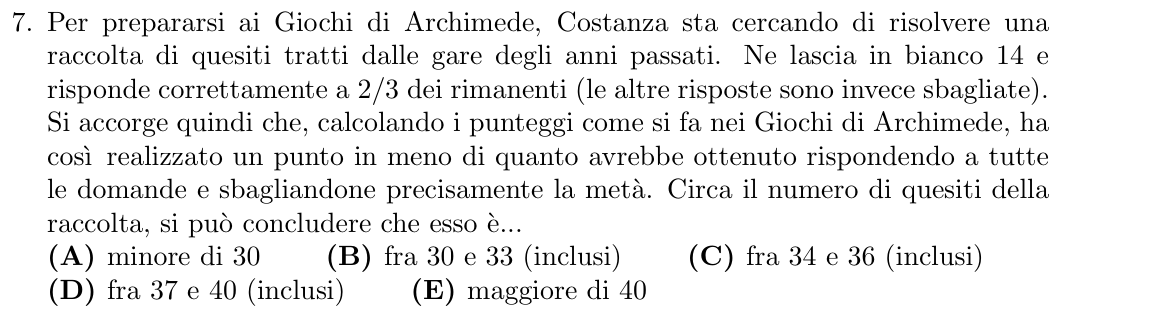 7. Per prepararsi ai Giochi di Archimede, Costanza sta cercando di risolvere una
raccolta di quesiti tratti dalle gare degli anni passati. Ne lascia in bianco 14 e
risponde correttamente a 2/3 dei rimanenti (le altre risposte sono invece sbagliate).
Si accorge quindi che, calcolando i punteggi come si fa nei Giochi di Archimede, ha
così realizzato un punto in meno di quanto avrebbe ottenuto rispondendo a tutte
le domande e sbagliandone precisamente la metà. Circa il numero di quesiti della
raccolta, si può concludere che esso è...
(A) minore di 30 (B) fra 30 e 33 (inclusi) (C) fra 34 e 36 (inclusi)
(D) fra 37 e 40 (inclusi) (E) maggiore di 40